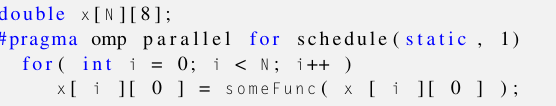 double x[N][8];
#pragma omp parallel for schedule(static, 1)
for( int i = 0; i < N; i++ )
x[ i ][ 0 ] = someFunc( x [ i ][ 0 ] );